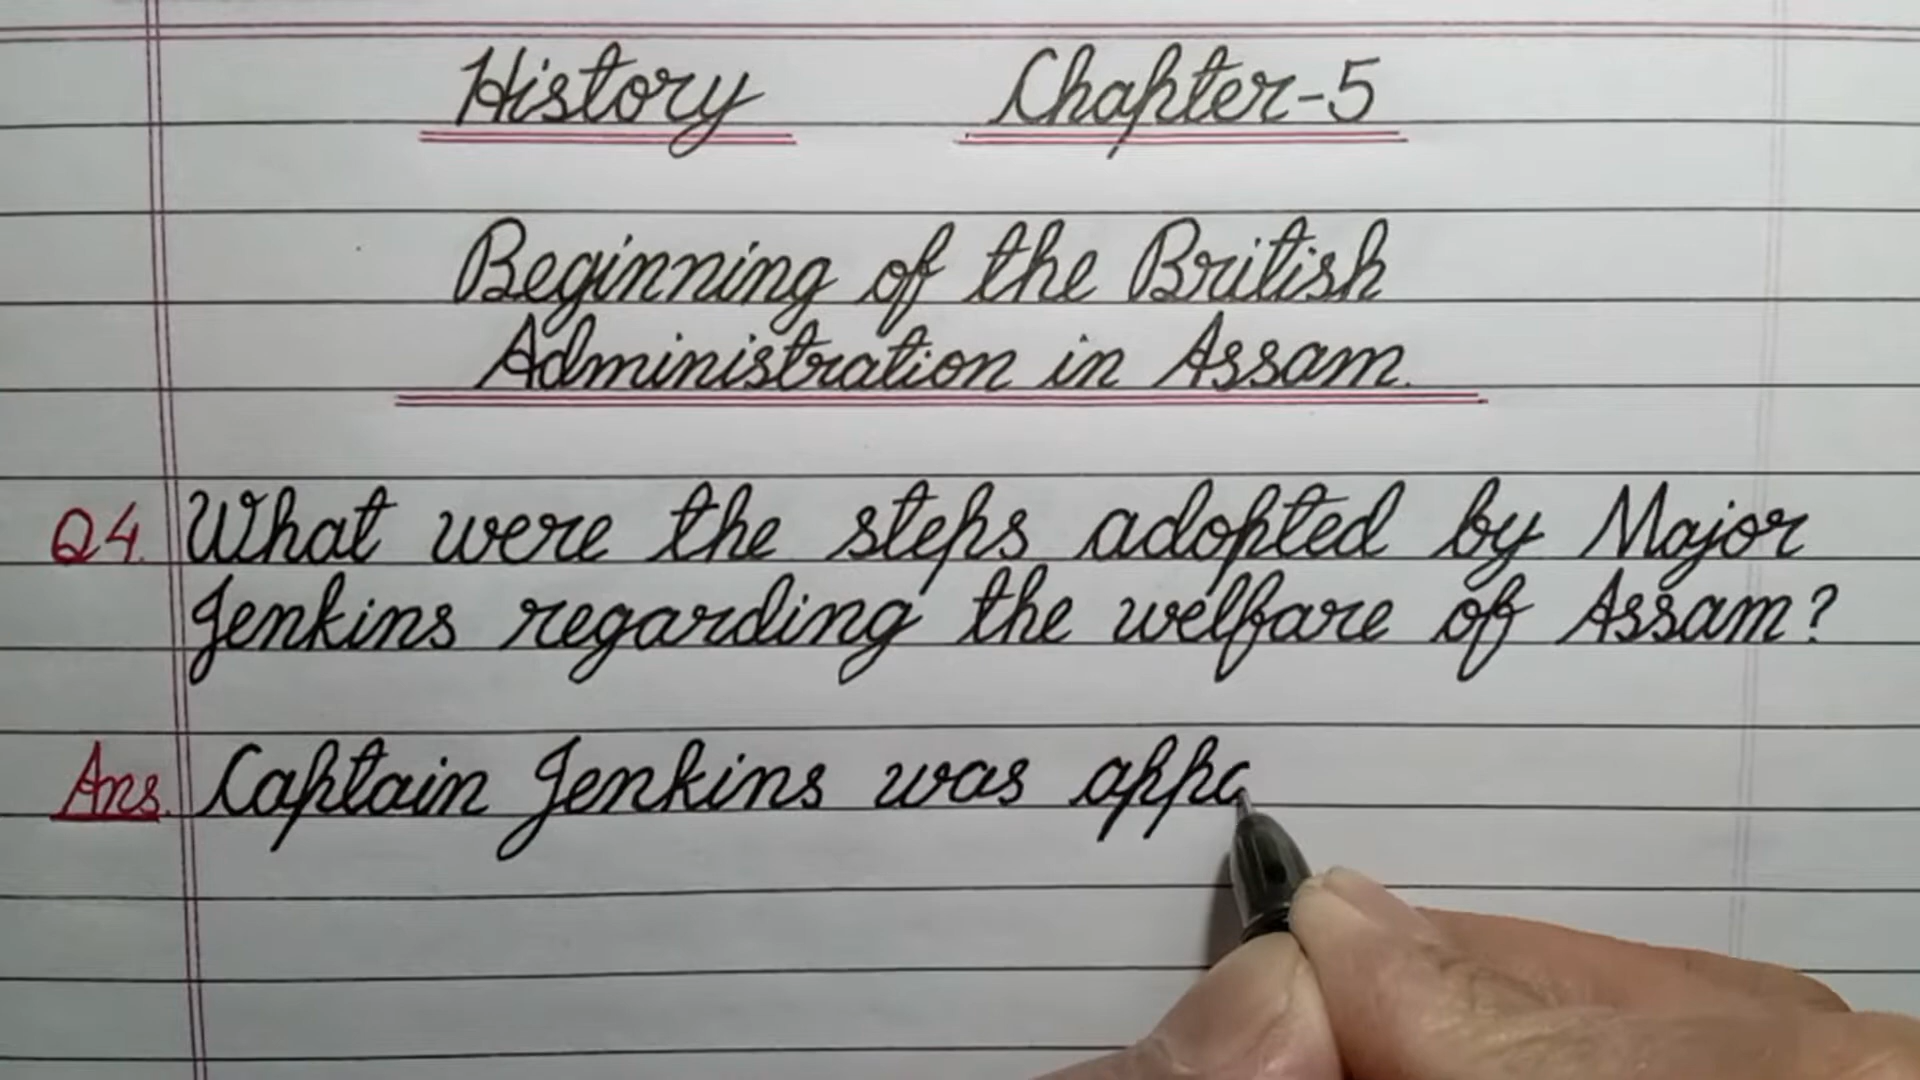 History Chapter-5
Beginning of the British
Administration in Assam.
Q4. What were the steps adopted by Major
Jenkins regarding the welfare of Assam?
Ans. Captain Jenkins was appo